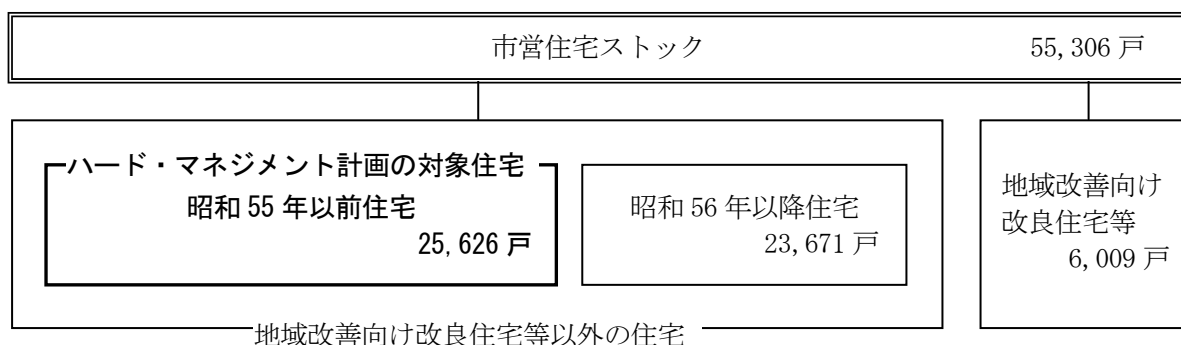 市営住宅ストック 55,306 戸
ハード・マネジメント計画の対象住宅
昭和 55 年以前住宅
25,626 戸
昭和 56 年以降住宅
23,671 戸
地域改善向け
改良住宅等
6,009 戸
地域改善向け改良住宅等以外の住宅